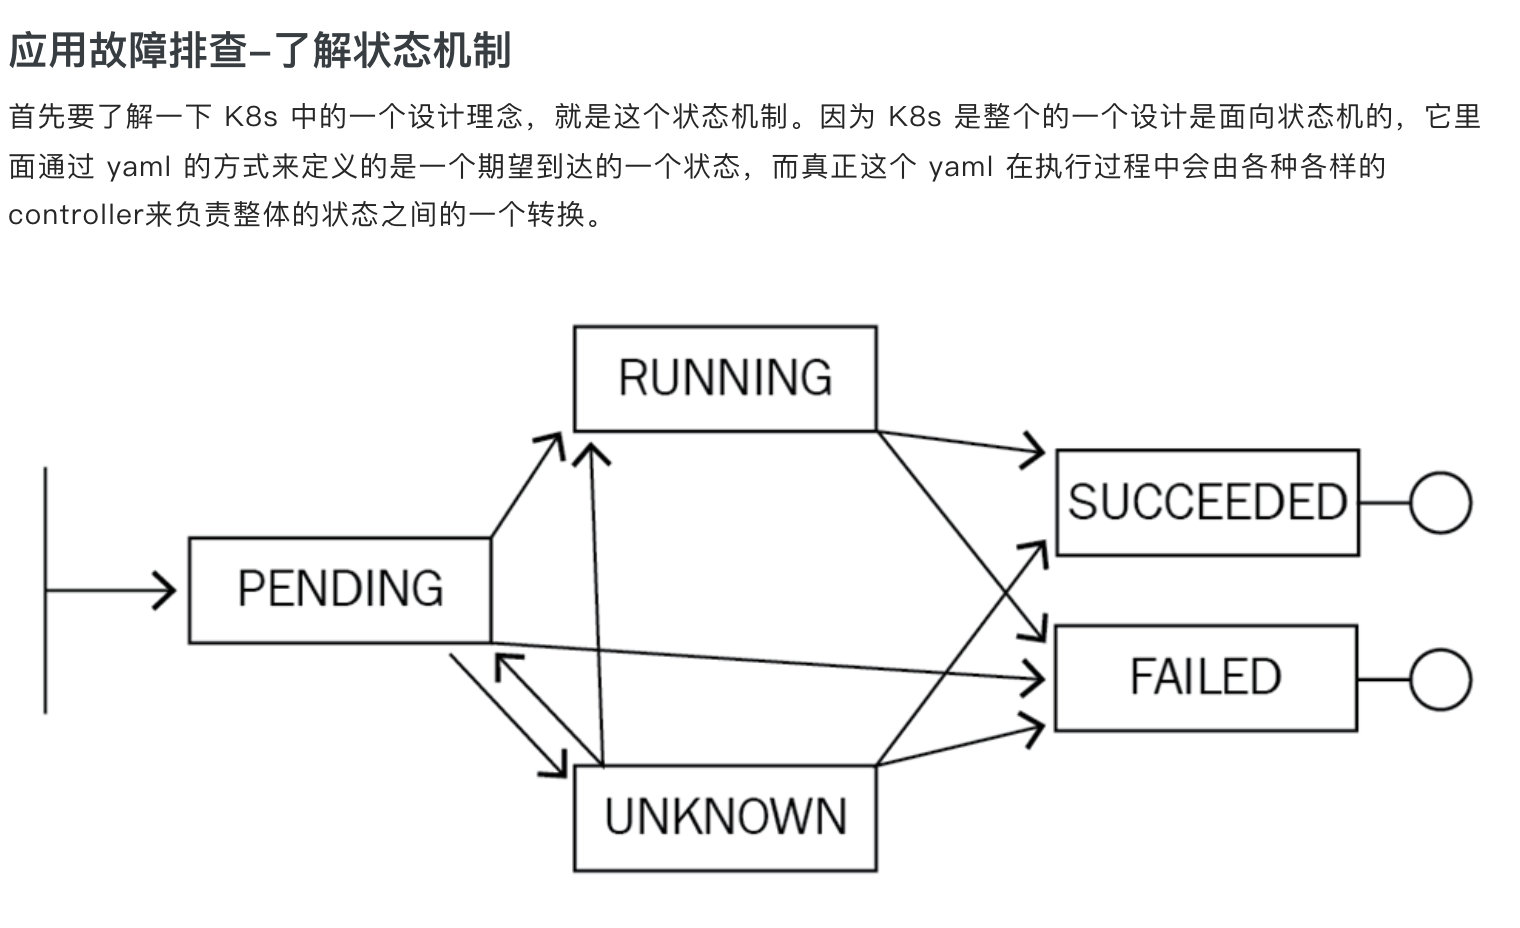 应用故障排查–了解状态机制
首先要了解一下 K8s 中的一个设计理念，就是这个状态机制。因为 K8s 是整个的一个设计是面向状态机的，它里
面通过 yaml 的方式来定义的是一个期望到达的一个状态，而真正这个 yaml 在执行过程中会由各种各样的
controller来负责整体的状态之间的一个转换。
RUNNING
SUCCEEDED
PENDING
FAILED
UNKNOWN